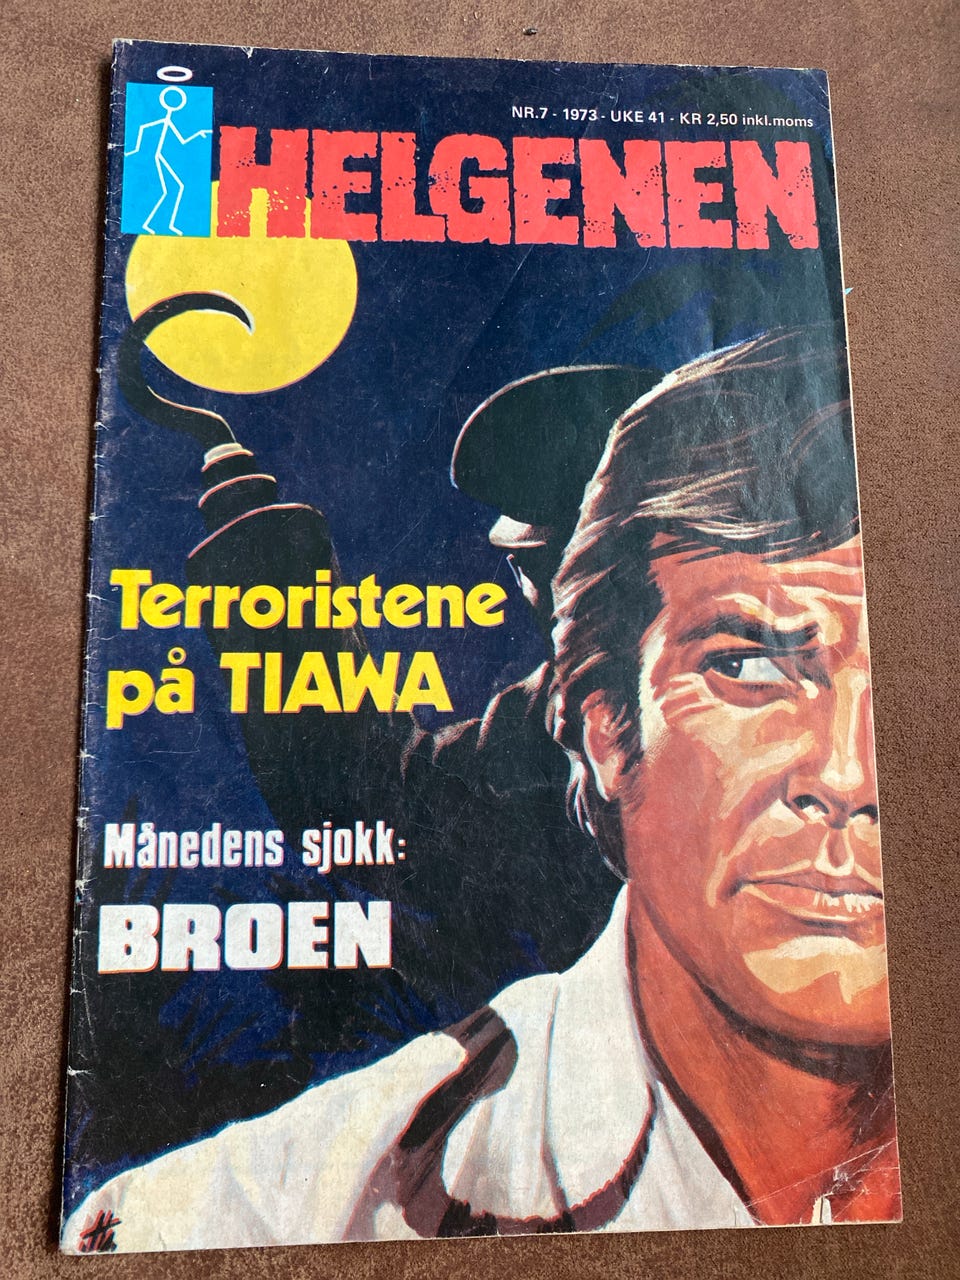 NR.7 - 1973 - UKE 41 - KR 2,50 inkl.moms
HELGENEN
Terroristene
på TIAWA
Månedens sjokk:
BROEN